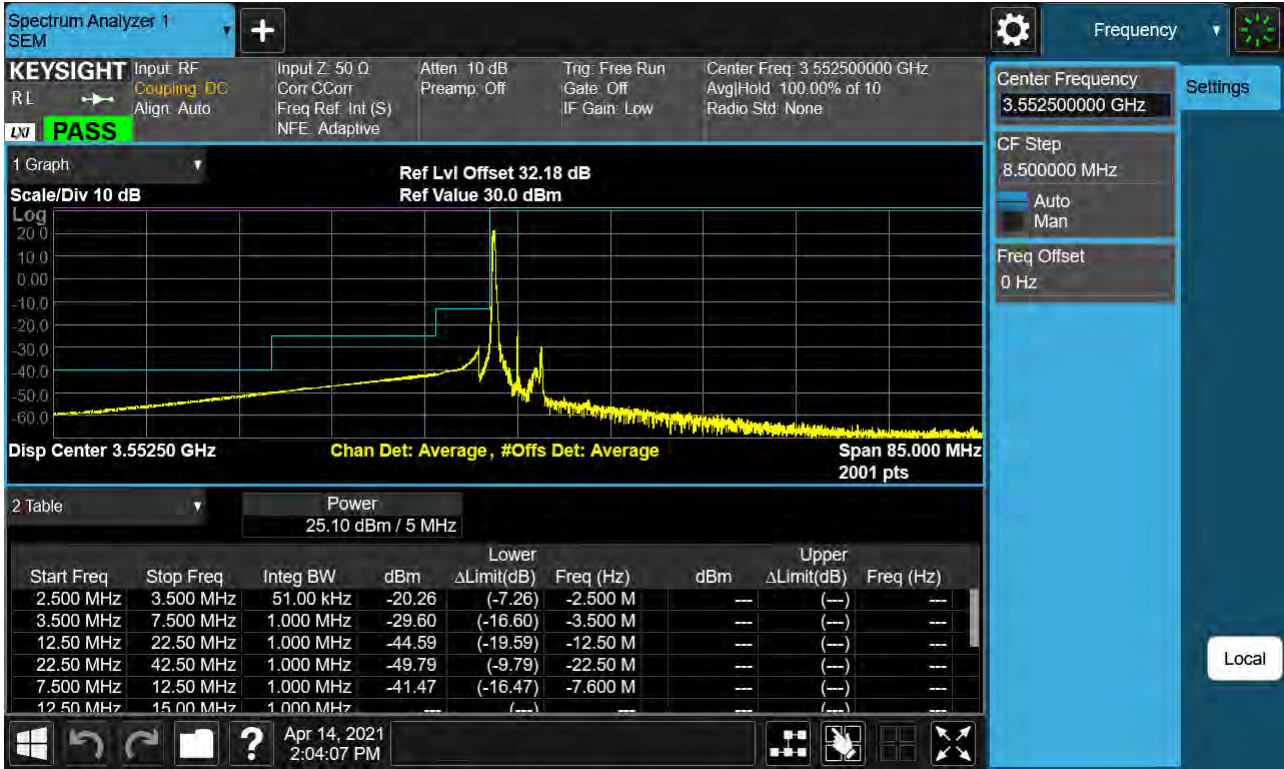 Spectrum Analyzer 1
SEM
Frequency
KEYSIGHT
R L
LXI
PASS
Input: RF
Coupling: DC
Align: Auto
Input Z: 50 Ω
Corr CCorr
Freq Ref: Int (S)
NFE: Adaptive
Atten: 10 dB
Preamp: Off
Trig: Free Run
Gate: Off
IF Gain: Low
Center Freq: 3.552500000 GHz
Avg|Hold: 100.00% of 10
Radio Std: None
Center Frequency
3.552500000 GHz
Settings
CF Step
8.500000 MHz
Auto
Man
Freq Offset
0 Hz
1 Graph
Scale/Div 10 dB
Ref Lvl Offset 32.18 dB
Ref Value 30.0 dBm
Log
20.0
10.0
0.00
-10.0
-20.0
-30.0
-40.0
-50.0
-60.0
Disp Center 3.55250 GHz
Chan Det: Average , #Offs Det: Average
Span 85.000 MHz
2001 pts
2 Table
Power
25.10 dBm / 5 MHz
Lower Upper
Start Freq Stop Freq Integ BW dBm ΔLimit(dB) Freq (Hz) dBm ΔLimit(dB) Freq (Hz)
2.500 MHz 3.500 MHz 51.00 kHz -20.26 (-7.26) -2.500 M --- (---) ---
3.500 MHz 7.500 MHz 1.000 MHz -29.60 (-16.60) -3.500 M --- (---) ---
12.50 MHz 22.50 MHz 1.000 MHz -44.59 (-19.59) -12.50 M --- (---) ---
22.50 MHz 42.50 MHz 1.000 MHz -49.79 (-9.79) -22.50 M --- (---) ---
7.500 MHz 12.50 MHz 1.000 MHz -41.47 (-16.47) -7.600 M --- (---) ---
12.50 MHz 15.00 MHz 1.000 MHz --- (---) --- --- (---) ---
Local
?
Apr 14, 2021
2:04:07 PM